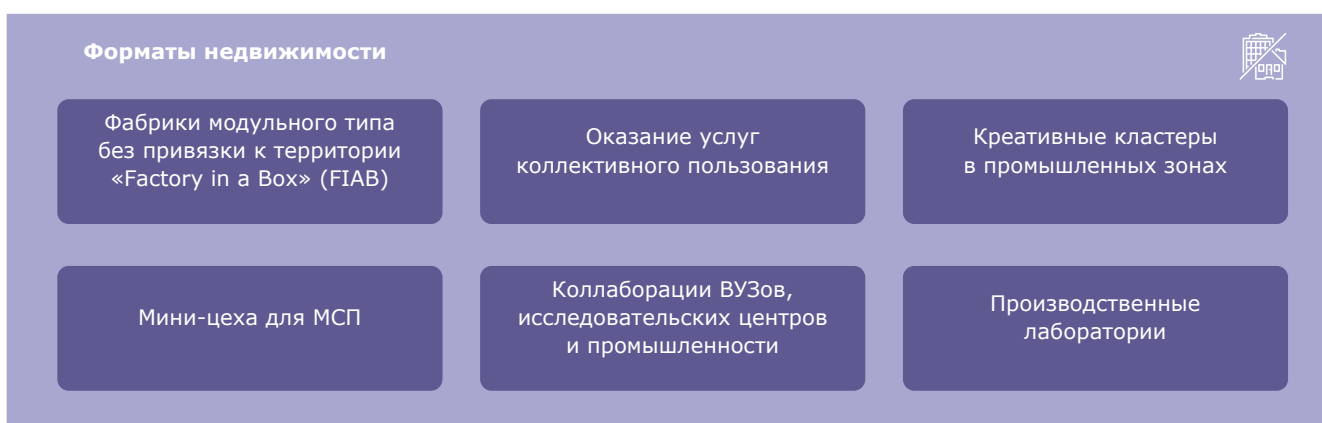 Форматы недвижимости
Фабрики модульного типа
без привязки к территории
«Factory in a Box» (FIAB)
Оказание услуг
коллективного пользования
Креативные кластеры
в промышленных зонах
Мини-цеха для МСП
Коллаборации ВУЗов,
исследовательских центров
и промышленности
Производственные
лаборатории